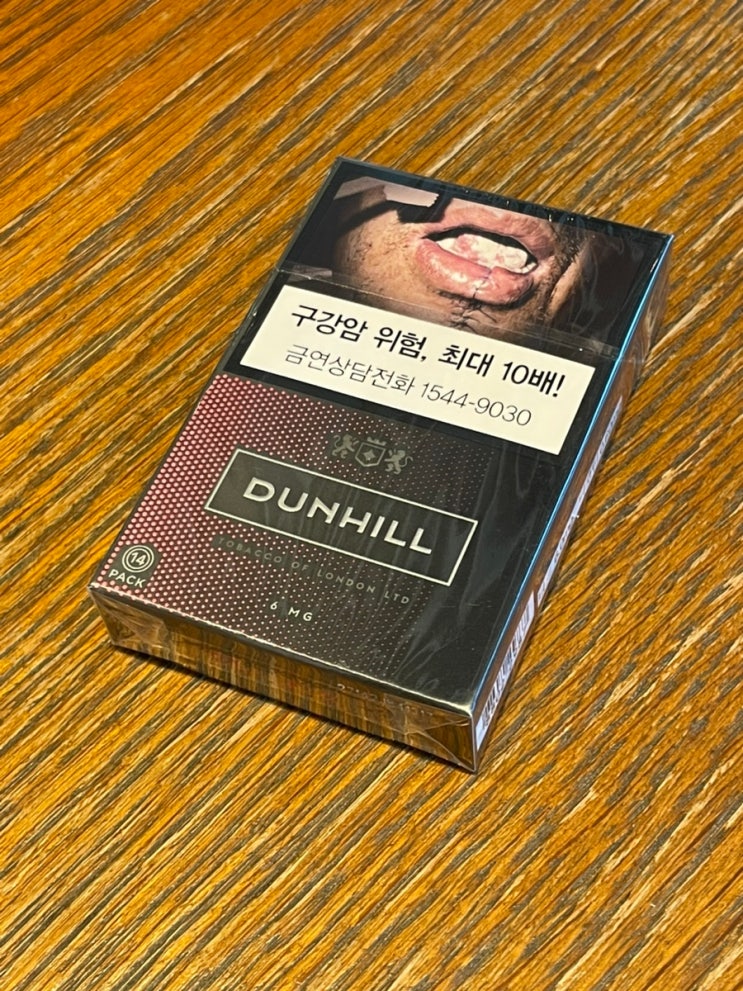 구강암 위험, 최대 10배!
금연상담전화 1544-9030
DUNHILL
TOBACCO OF LONDON LTD
14
PACK
6 MG